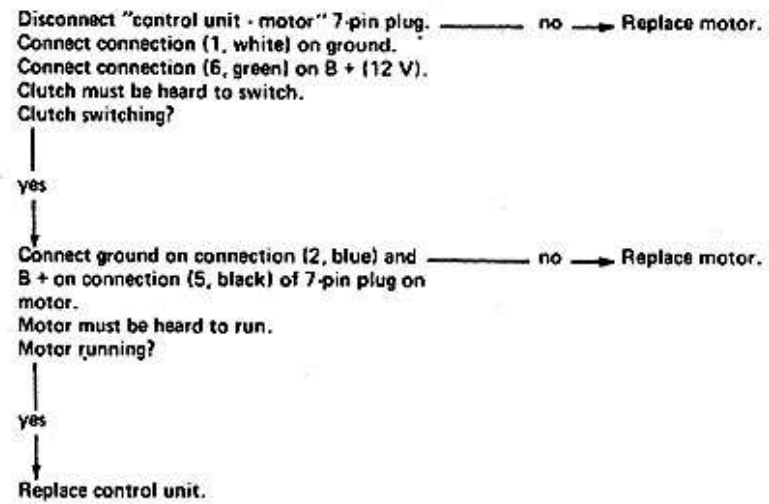 Disconnect "control unit - motor" 7-pin plug. no Replace motor.
Connect connection (1, white) on ground.
Connect connection (6, green) on B + (12 V).
Clutch must be heard to switch.
Clutch switching?
yes
Connect ground on connection (2, blue) and no Replace motor.
B + on connection (5, black) of 7-pin plug on
motor.
Motor must be heard to run.
Motor running?
yes
Replace control unit.